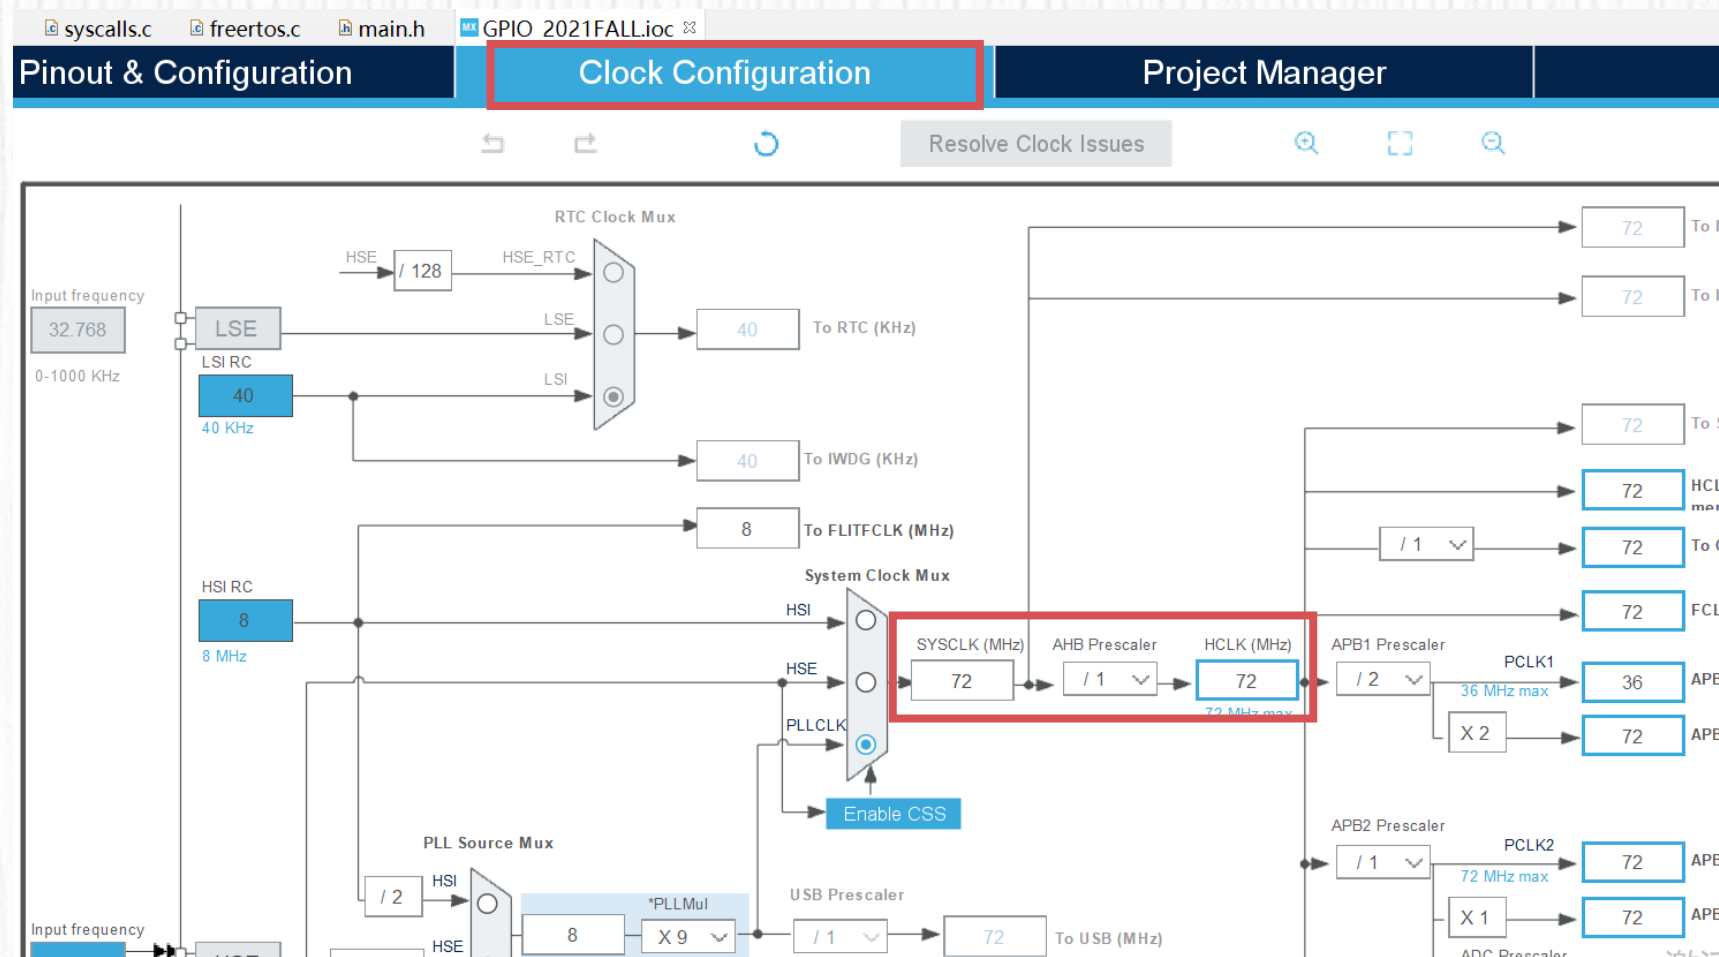 syscalls.c freertos.c main.h MX GPIO_2021FALL.ioc
Pinout & Configuration Clock Configuration Project Manager
Resolve Clock Issues
RTC Clock Mux
HSE / 128 HSE_RTC
72
72
Input frequency
32.768
0-1000 KHz
LSE LSE
40 To RTC (KHz)
LSI RC
40
40 KHz
LSI
40 To IWDG (KHz)
72
72
8 To FLITFCLK (MHz)
/ 1 72
System Clock Mux
HSI RC
8
8 MHz
HSI
72
SYSCLK (MHz) AHB Prescaler HCLK (MHz) APB1 Prescaler
HSE 72 / 1 72 / 2 PCLK1 36
72 MHz max 36 MHz max
PLLCLK
X 2 72
Enable CSS
APB2 Prescaler
/ 1 PCLK2 72
72 MHz max
X 1 72
ADC Prescaler
PLL Source Mux
/ 2 HSI
*PLLMul
8 X 9
USB Prescaler
/ 1 72 To USB (MHz)
Input frequency
HSE